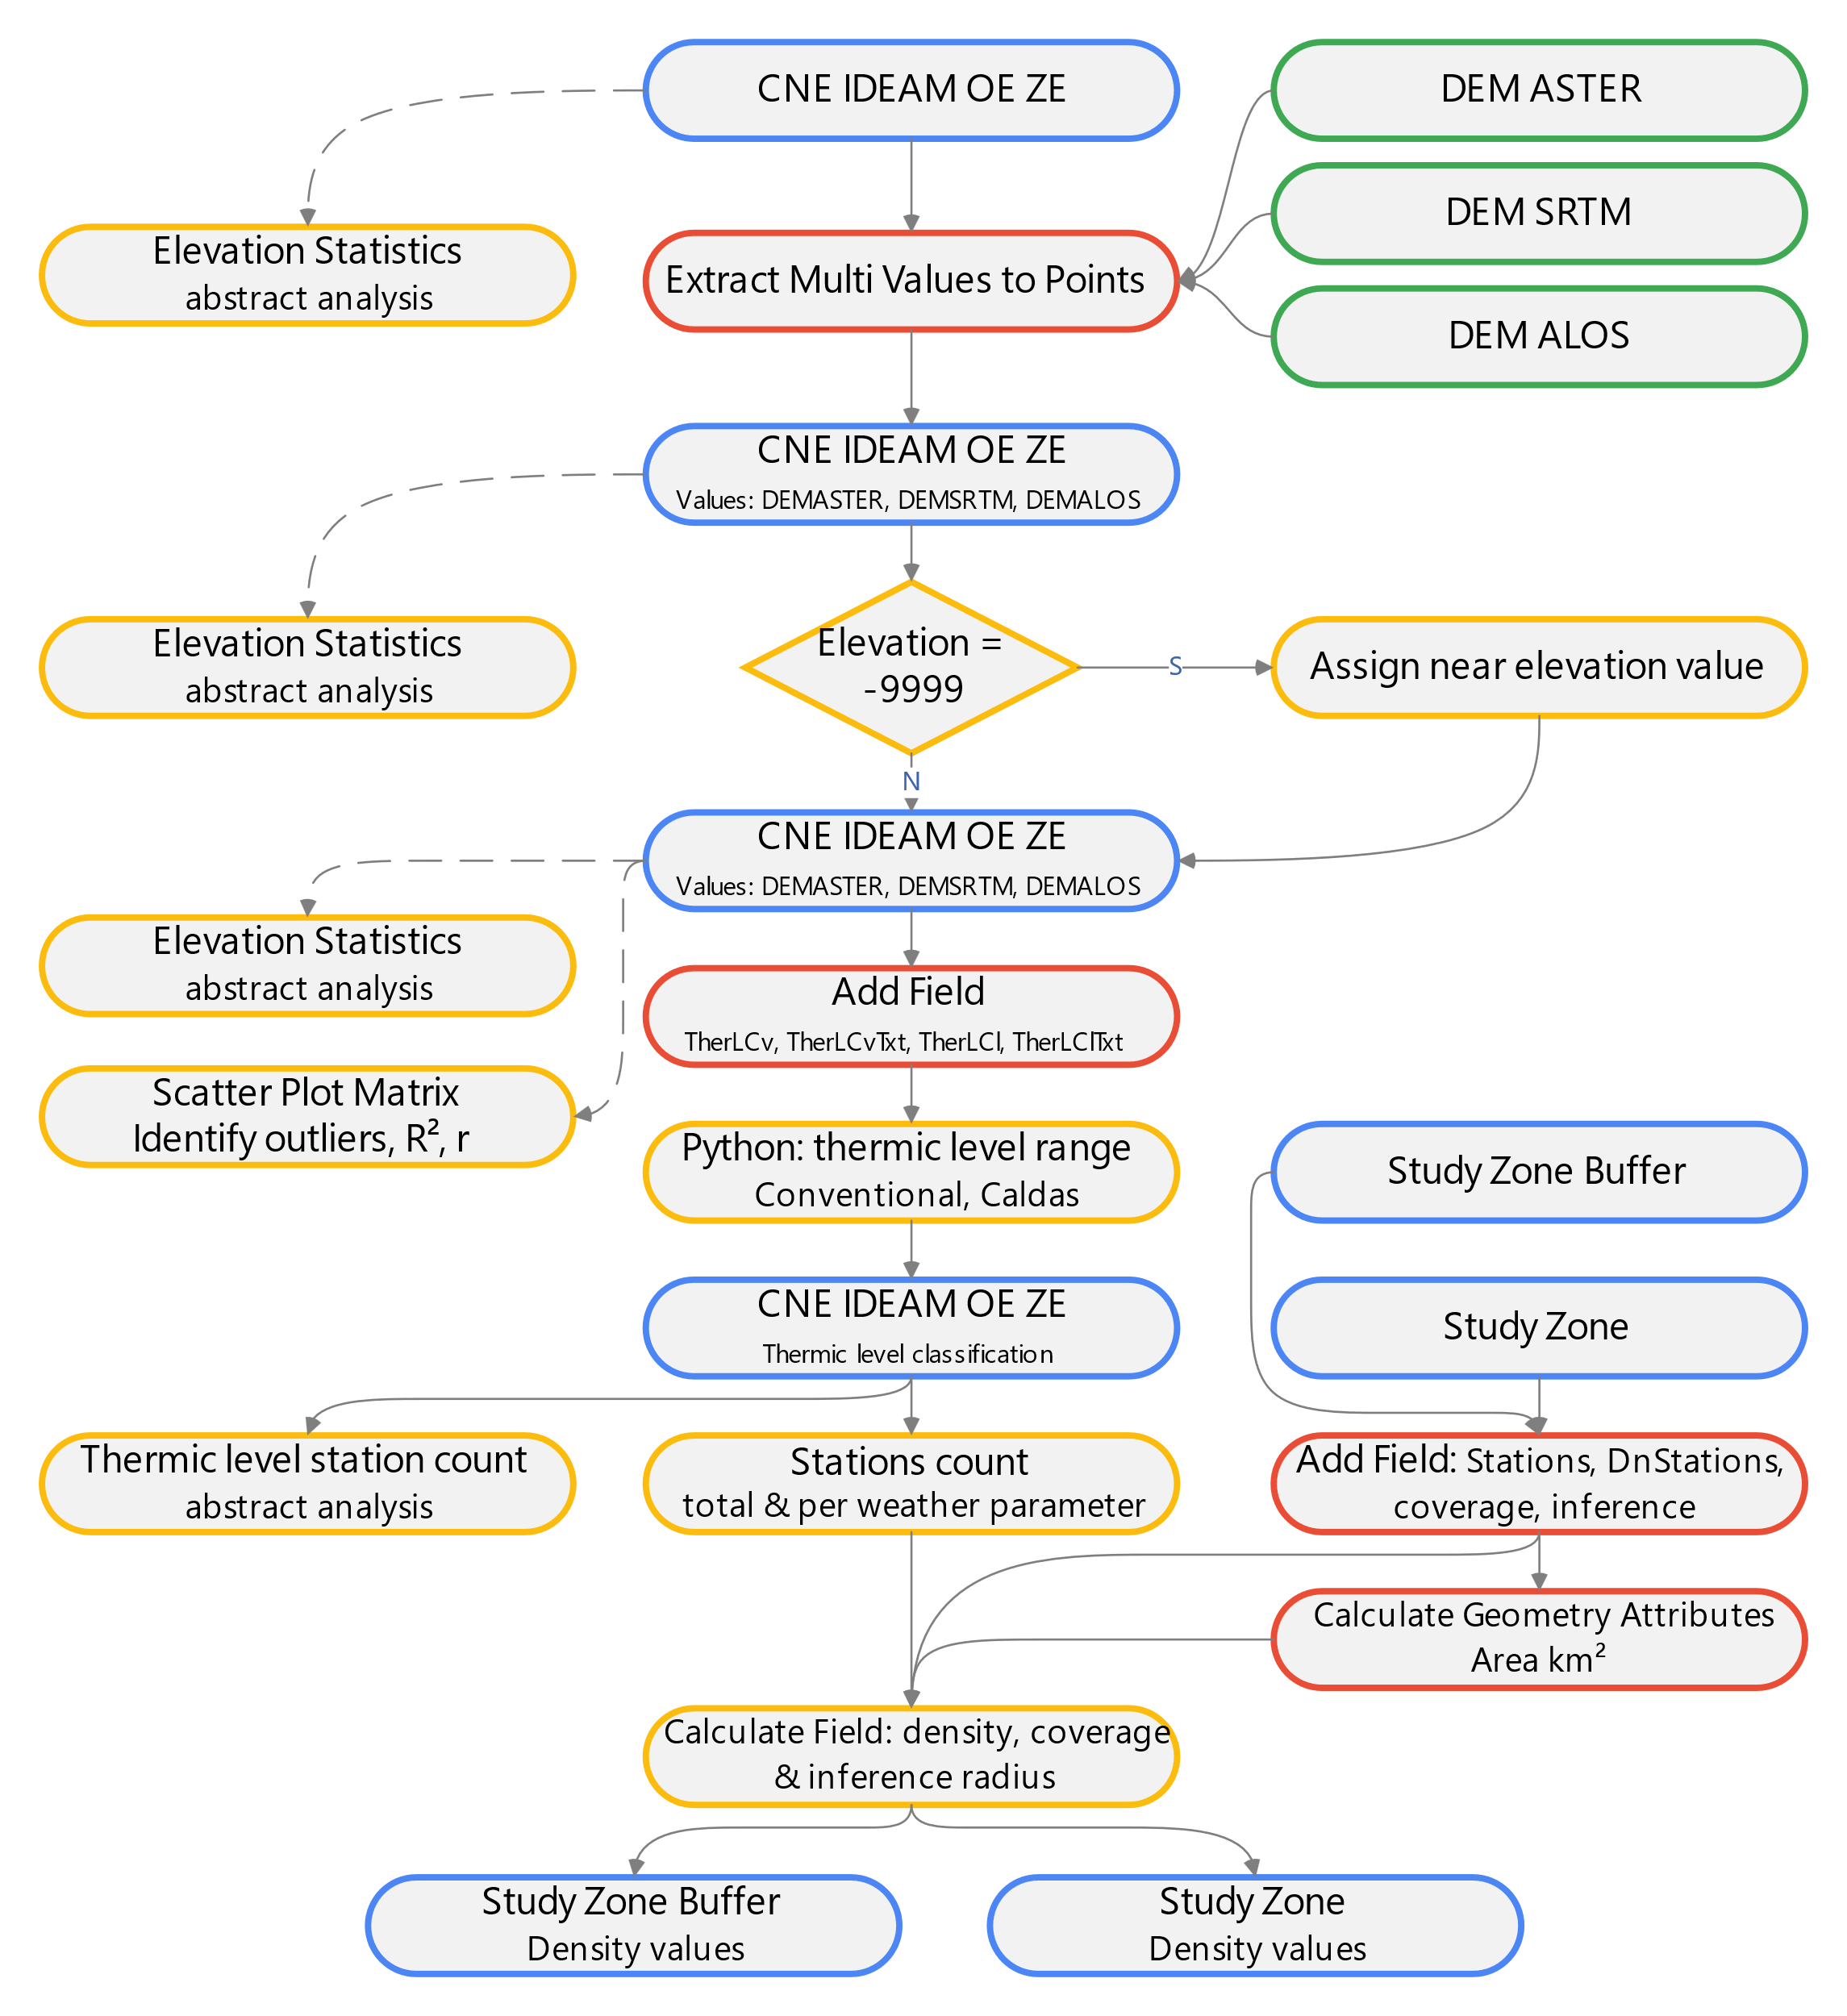 CNE IDEAM OE ZE
DEM ASTER
DEM SRTM
Elevation Statistics
abstract analysis
Extract Multi Values to Points
DEM ALOS
CNE IDEAM OE ZE
Values: DEMASTER, DEMSRTM, DEMALOS
Elevation Statistics
abstract analysis
Elevation =
-9999
S
Assign near elevation value
N
CNE IDEAM OE ZE
Values: DEMASTER, DEMSRTM, DEMALOS
Elevation Statistics
abstract analysis
Add Field
TherLCv, TherLCvTxt, TherLCl, TherLClTxt
Scatter Plot Matrix
Identify outliers, R², r
Python: thermic level range
Conventional, Caldas
Study Zone Buffer
CNE IDEAM OE ZE
Thermic level classification
Study Zone
Thermic level station count
abstract analysis
Stations count
total & per weather parameter
Add Field: Stations, DnStations,
coverage, inference
Calculate Geometry Attributes
Area km²
Calculate Field: density, coverage
& inference radius
Study Zone Buffer
Density values
Study Zone
Density values